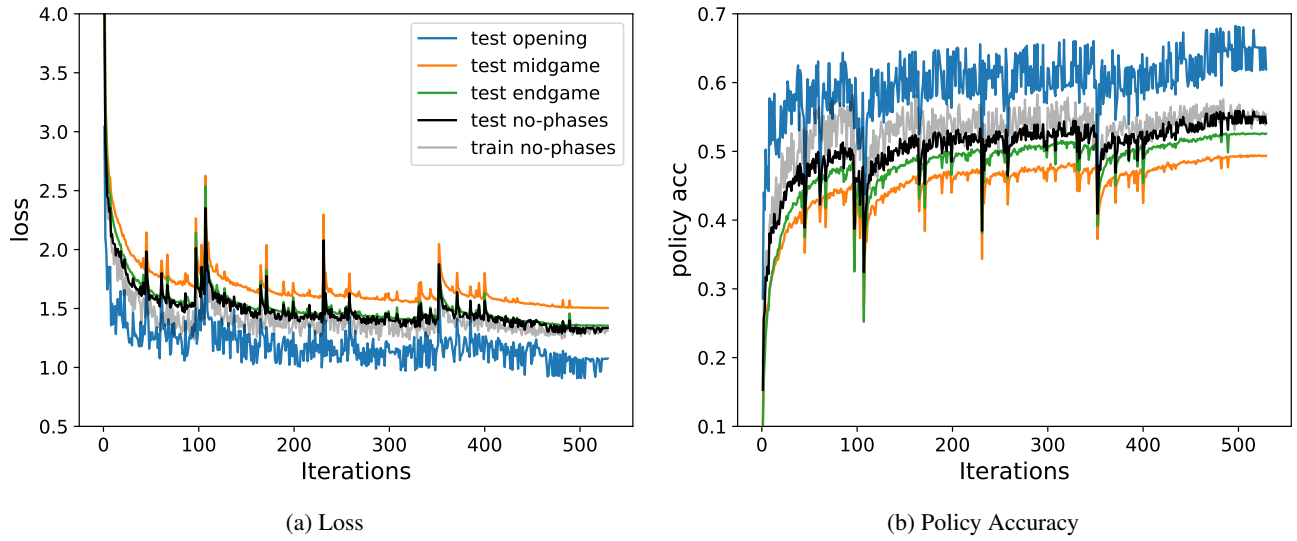 4.0
3.5
3.0
2.5
2.0
1.5
1.0
0.5
loss
0 100 200 300 400 500
Iterations
test opening
test midgame
test endgame
test no-phases
train no-phases
(a) Loss
0.7
0.6
0.5
0.4
0.3
0.2
0.1
policy acc
0 100 200 300 400 500
Iterations
(b) Policy Accuracy